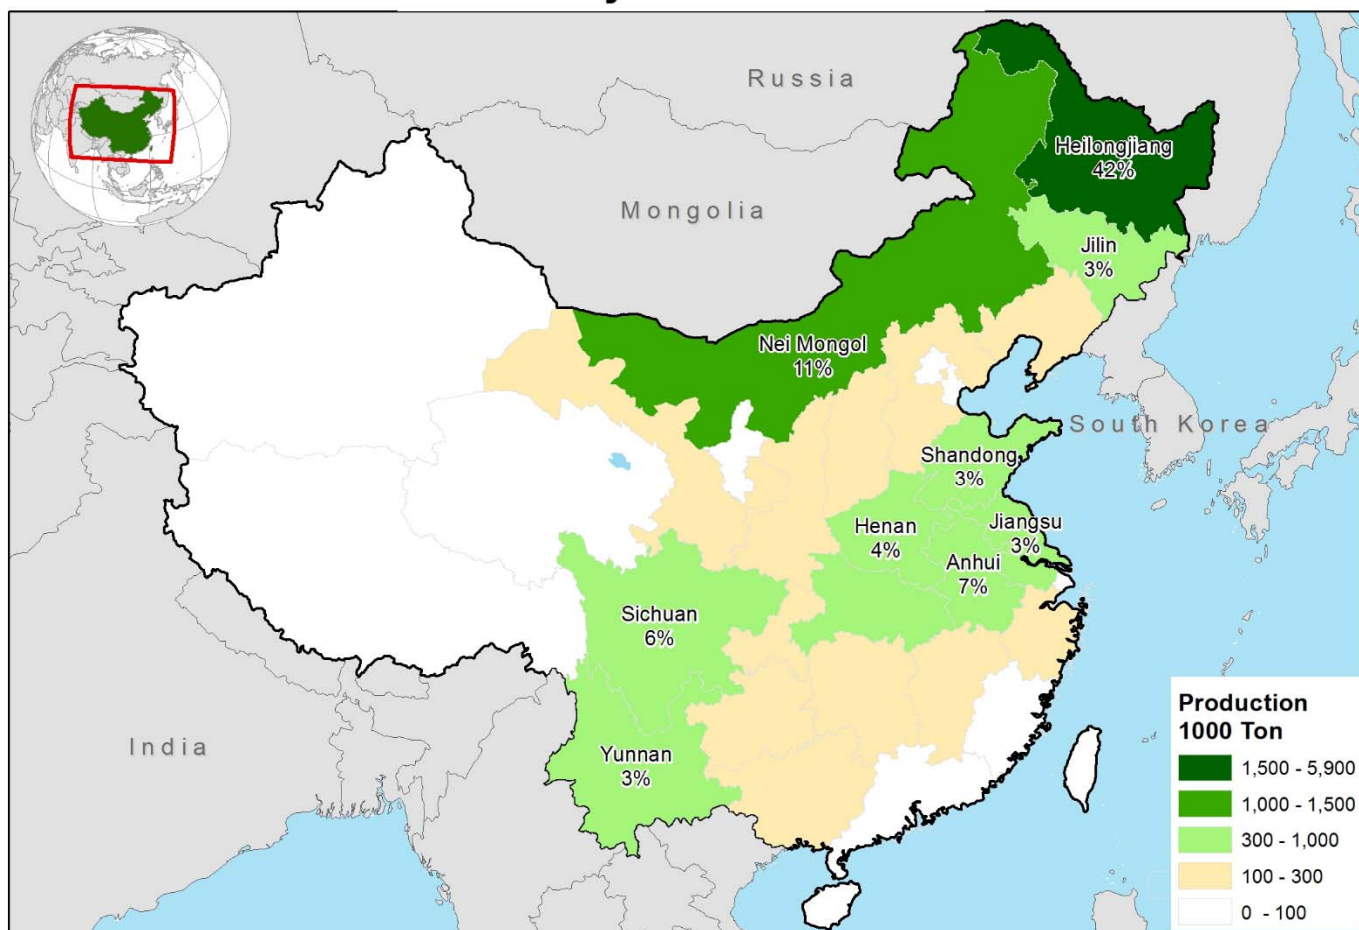 Russia
Heilongjiang
42%
Mongolia
Jilin
3%
Nei Mongol
11%
South Korea
Shandong
3%
Henan
4%
Jiangsu
3%
Anhui
7%
Sichuan
6%
India
Yunnan
3%
Production
1000 Ton
1,500 - 5,900
1,000 - 1,500
300 - 1,000
100 - 300
0 - 100